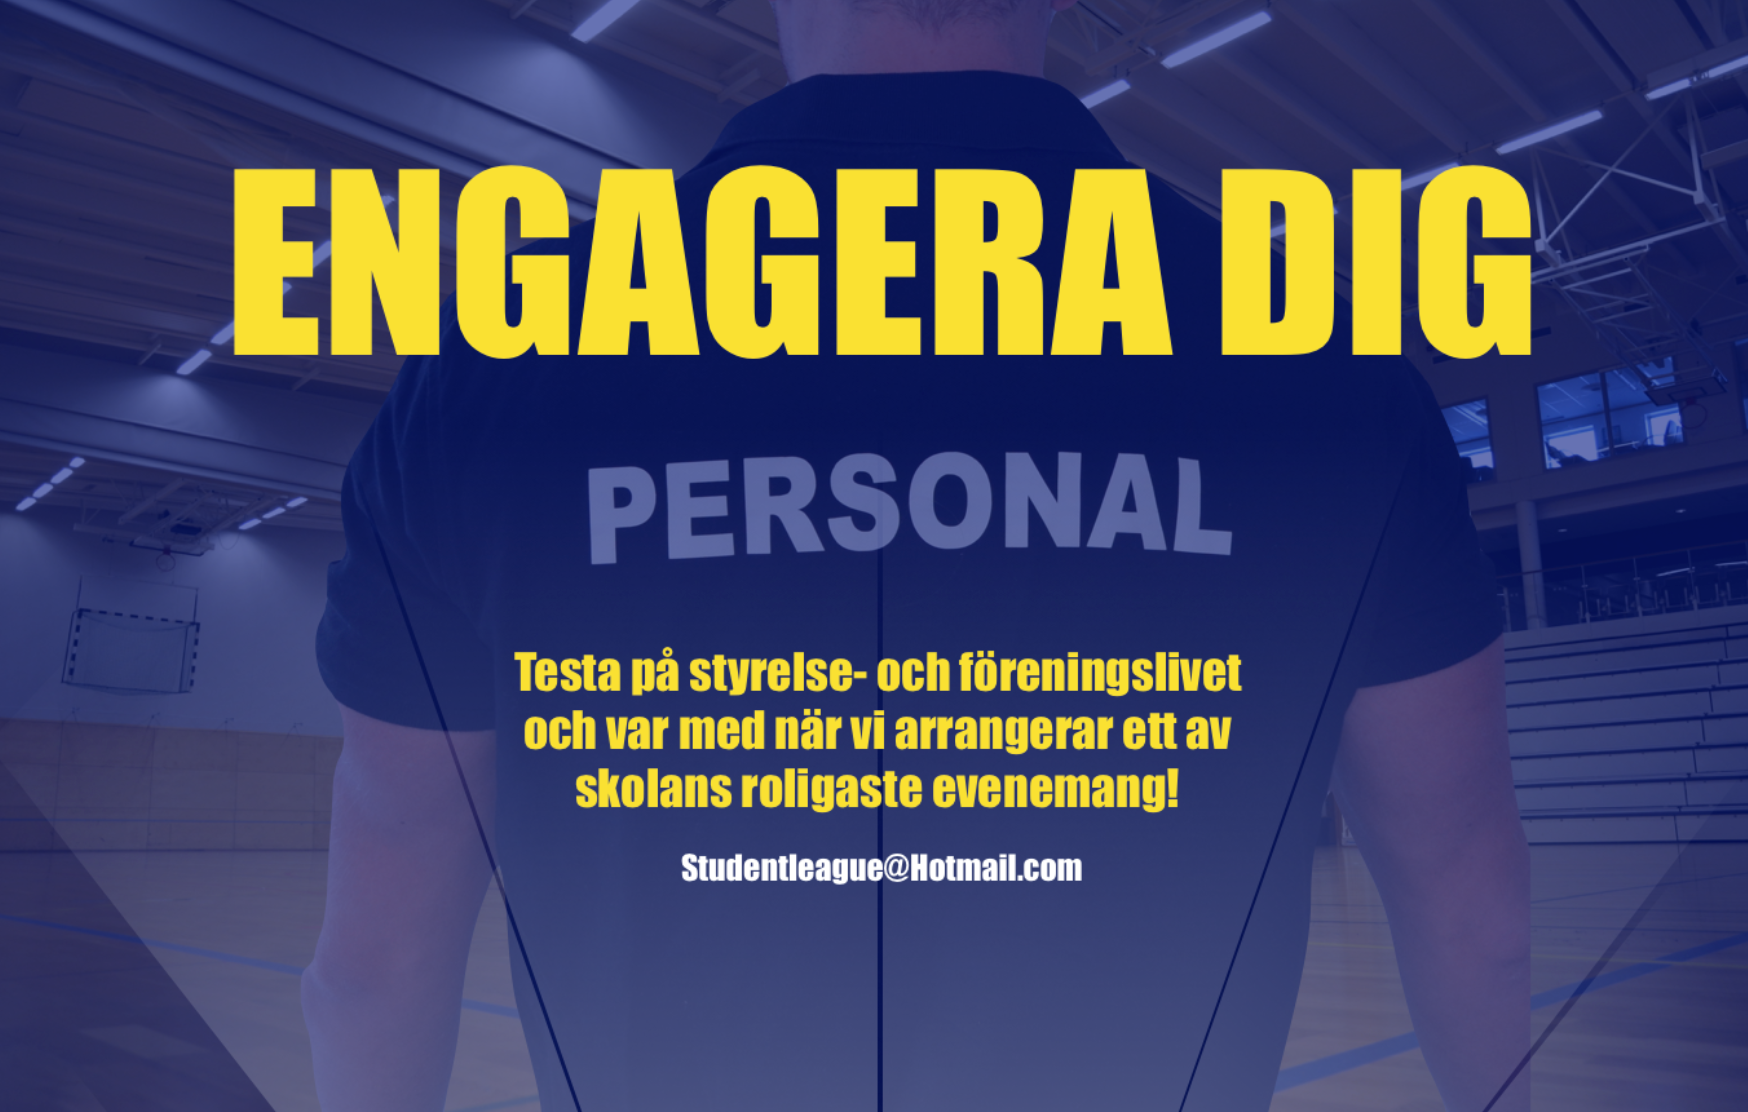 ENGAGERA DIG
PERSONAL
Testa på styrelse- och föreningslivet
och var med när vi arrangerar ett av
skolans roligaste evenemang!
Studentleague@Hotmail.com